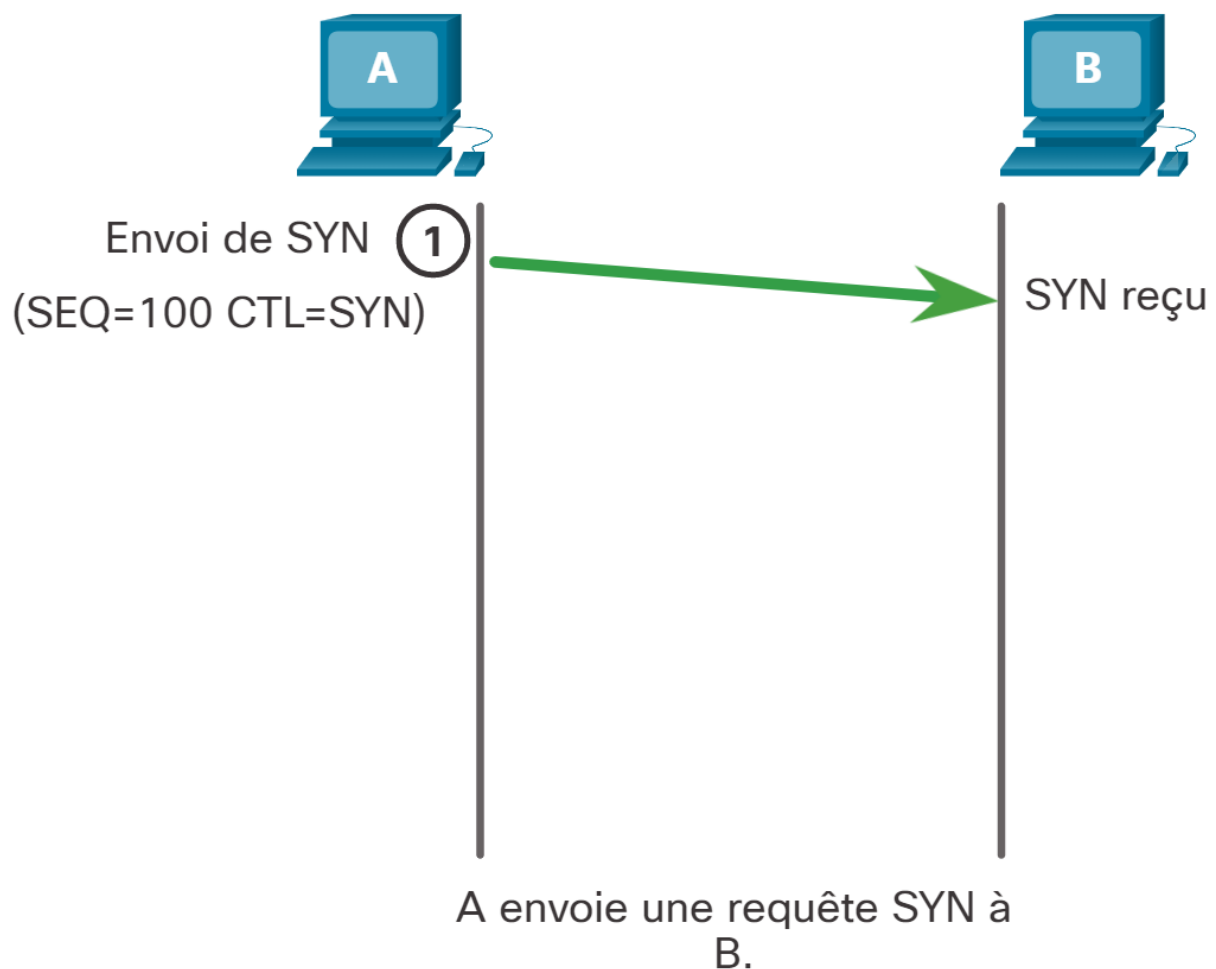 A
B
Envoi de SYN 1
(SEQ=100 CTL=SYN)
SYN reçu
A envoie une requête SYN à
B.